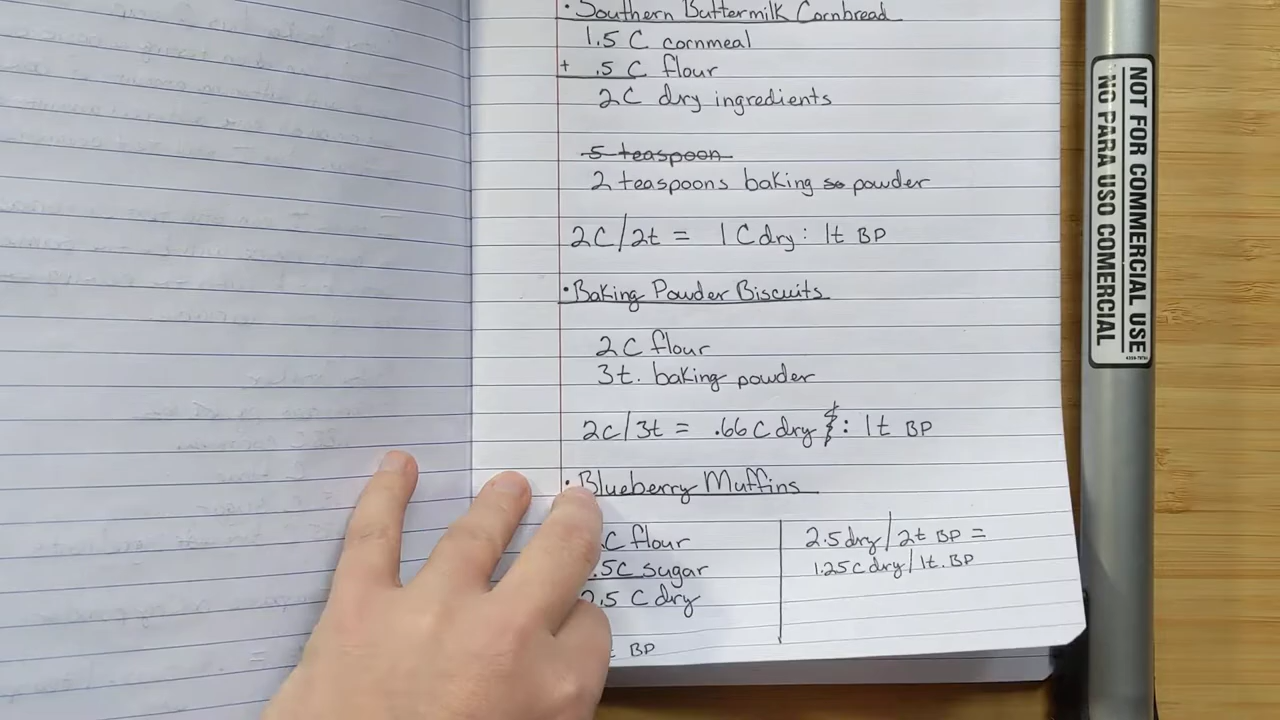 · Southern Buttermilk Cornbread
1.5 C cornmeal
+ .5 C flour
2C dry ingredients
5 teaspoon
2 teaspoons baking so powder
2C/2t = 1 C dry : 1t BP
· Baking Powder Biscuits
2C flour
3t. baking powder
2c/3t = .66 C dry : 1t BP
· Blueberry Muffins
C flour
.5C sugar
2.5 C dry
t BP
2.5 dry/2t BP =
1.25C dry/1t. BP
NOT FOR COMMERCIAL USE
NO PARA USO COMERCIAL